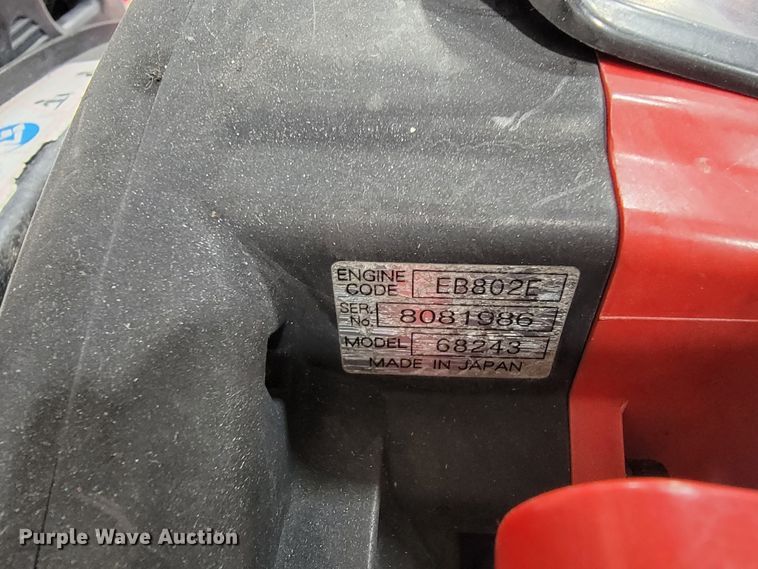 ENGINE CODE EB802E
SER. No. 8081986
MODEL 68243
MADE IN JAPAN
Purple Wave Auction®